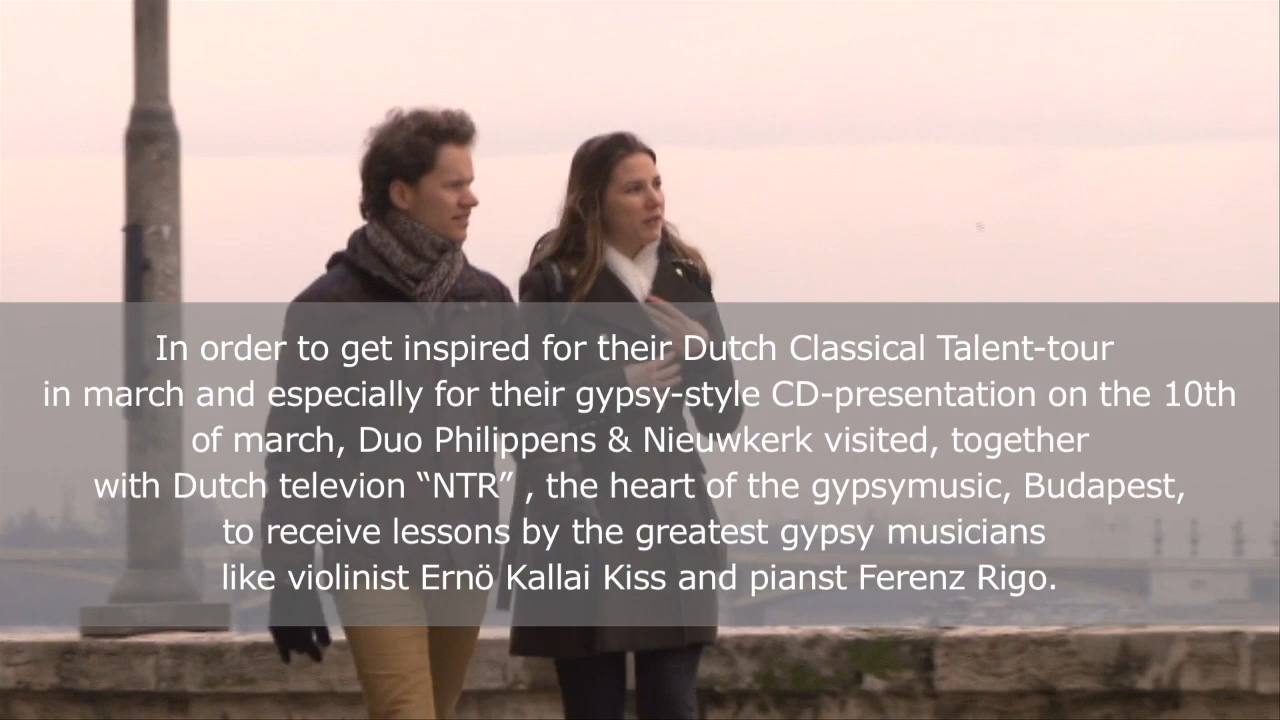 In order to get inspired for their Dutch Classical Talent-tour
in march and especially for their gypsy-style CD-presentation on the 10th
of march, Duo Philippens & Nieuwkerk visited, together
with Dutch televion “NTR” , the heart of the gypsymusic, Budapest,
to receive lessons by the greatest gypsy musicians
like violinist Ernö Kallai Kiss and pianst Ferenz Rigo.